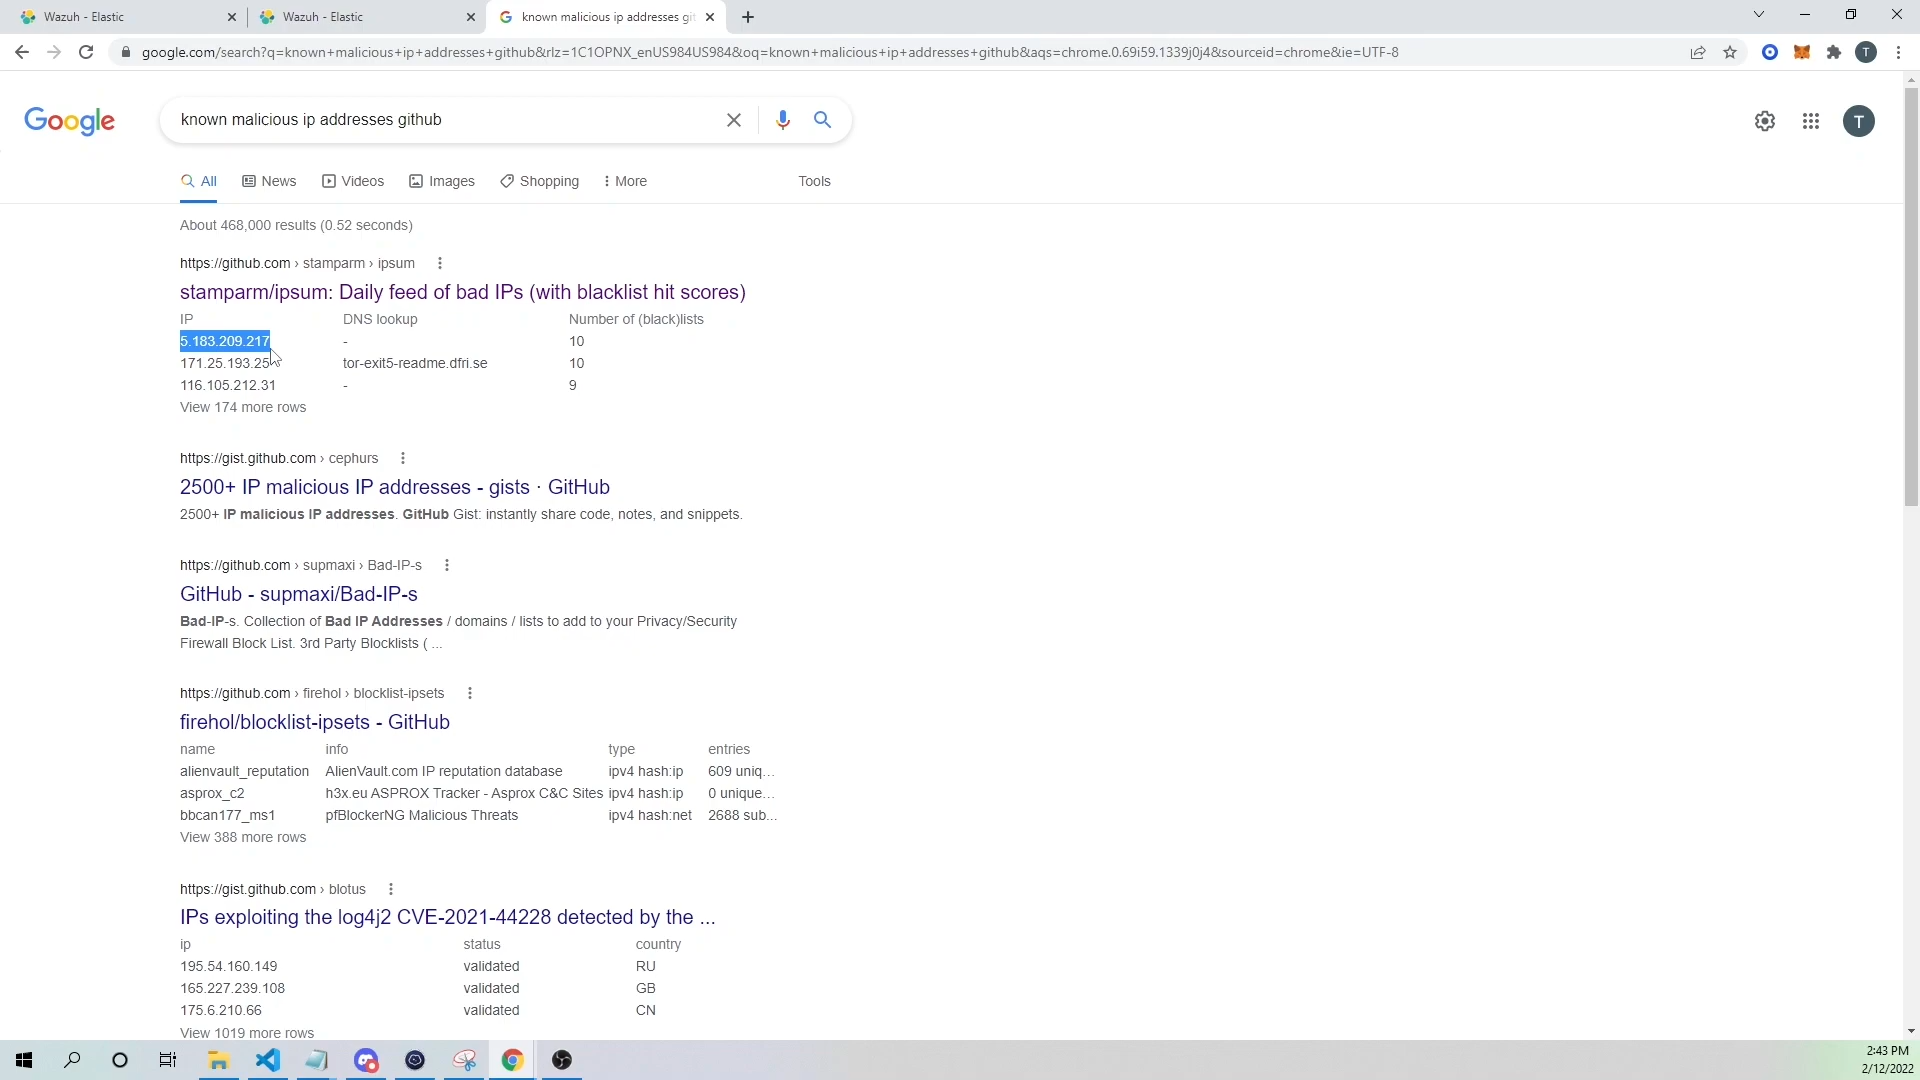 Wazuh - Elastic
Wazuh - Elastic
known malicious ip addresses git
google.com/search?q=known+malicious+ip+addresses+github&rlz=1C1OPNX_enUS984US984&oq=known+malicious+ip+addresses+github&aqs=chrome.0.69i59.1339j0j4&sourceid=chrome&ie=UTF-8
T
Google
known malicious ip addresses github
T
All News Videos Images Shopping More Tools
About 468,000 results (0.52 seconds)
https://github.com › stamparm › ipsum
stamparm/ipsum: Daily feed of bad IPs (with blacklist hit scores)
IP DNS lookup Number of (black)lists
5.183.209.217 - 10
171.25.193.25 tor-exit5-readme.dfri.se 10
116.105.212.31 - 9
View 174 more rows
https://gist.github.com › cephurs
2500+ IP malicious IP addresses - gists · GitHub
2500+ IP malicious IP addresses. GitHub Gist: instantly share code, notes, and snippets.
https://github.com › supmaxi › Bad-IP-s
GitHub - supmaxi/Bad-IP-s
Bad-IP-s. Collection of Bad IP Addresses / domains / lists to add to your Privacy/Security
Firewall Block List. 3rd Party Blocklists ( ...
https://github.com › firehol › blocklist-ipsets
firehol/blocklist-ipsets - GitHub
name info type entries
alienvault_reputation AlienVault.com IP reputation database ipv4 hash:ip 609 uniq...
asprox_c2 h3x.eu ASPROX Tracker - Asprox C&C Sites ipv4 hash:ip 0 unique...
bbcan177_ms1 pfBlockerNG Malicious Threats ipv4 hash:net 2688 sub...
View 388 more rows
https://gist.github.com › blotus
IPs exploiting the log4j2 CVE-2021-44228 detected by the ...
ip status country
195.54.160.149 validated RU
165.227.239.108 validated GB
175.6.210.66 validated CN
View 1019 more rows
2:43 PM
2/12/2022